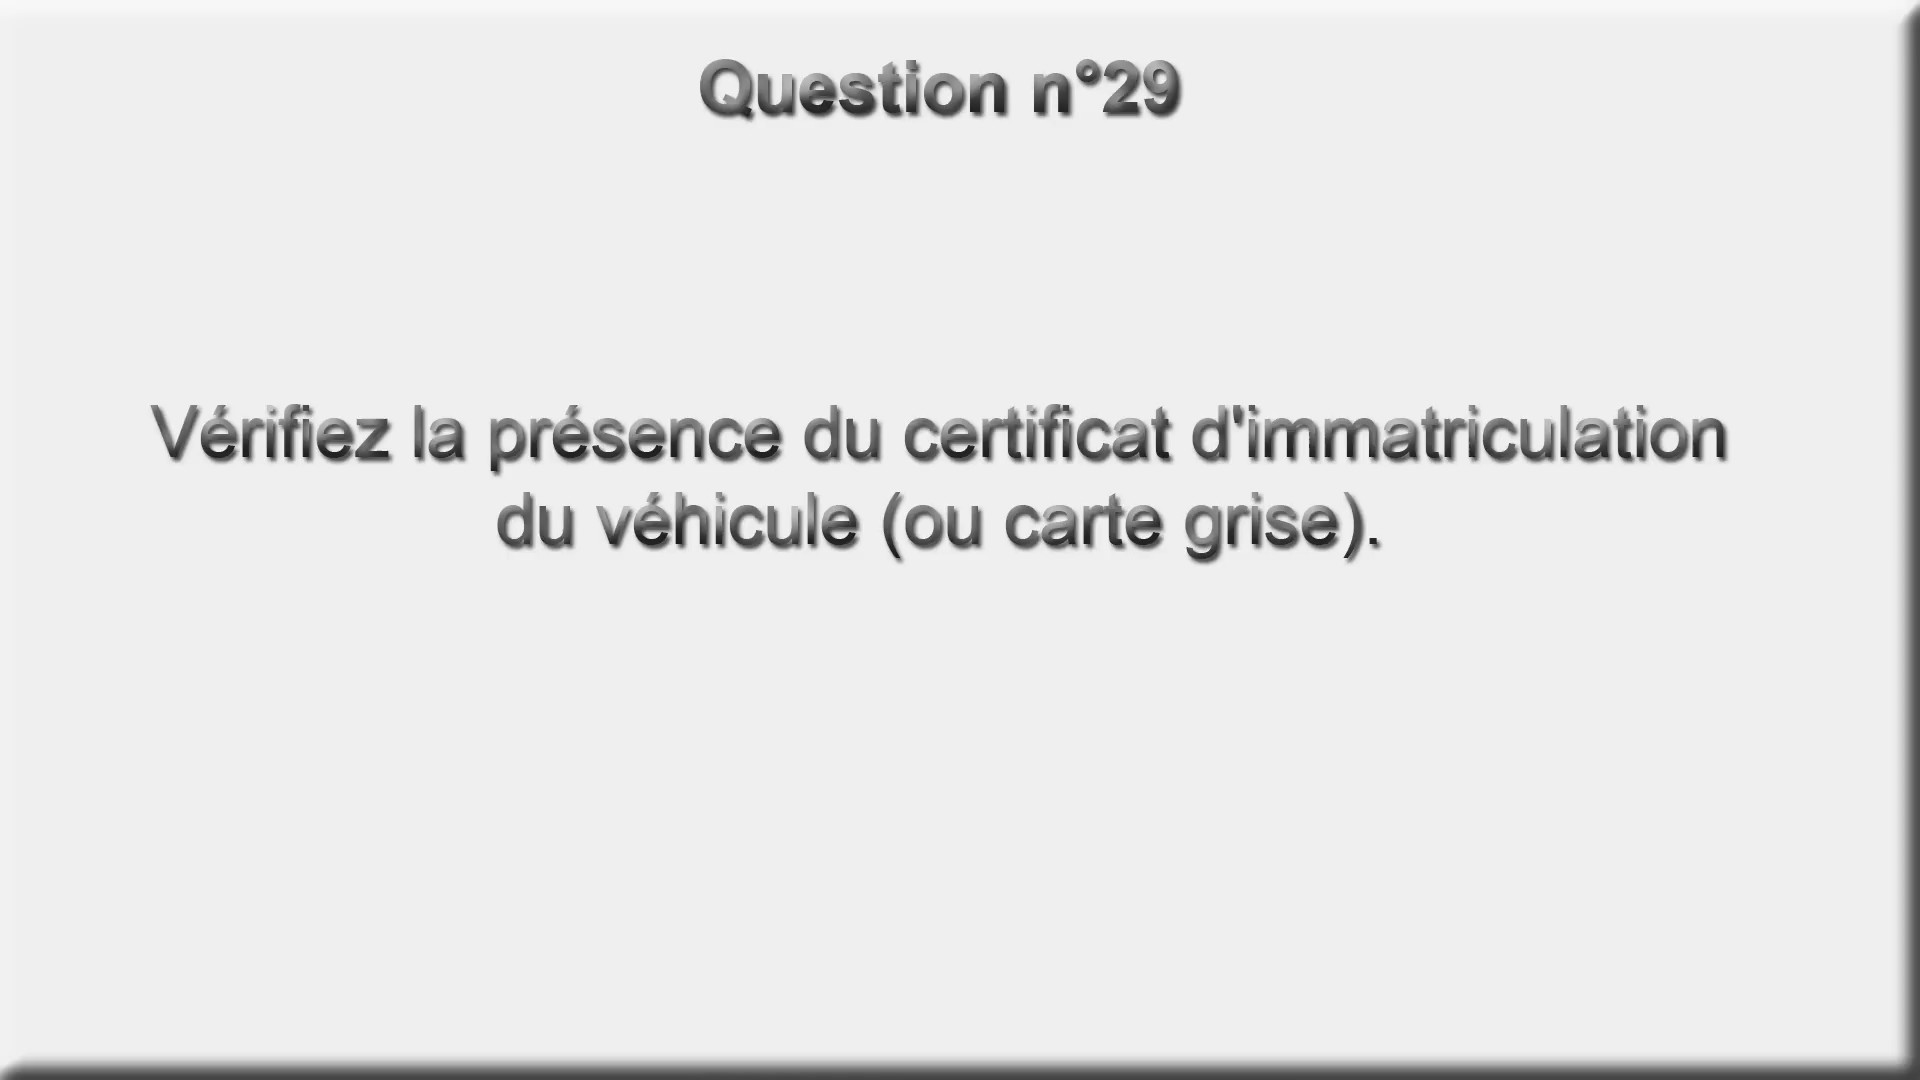 Question n°29
Vérifiez la présence du certificat d'immatriculation
du véhicule (ou carte grise).